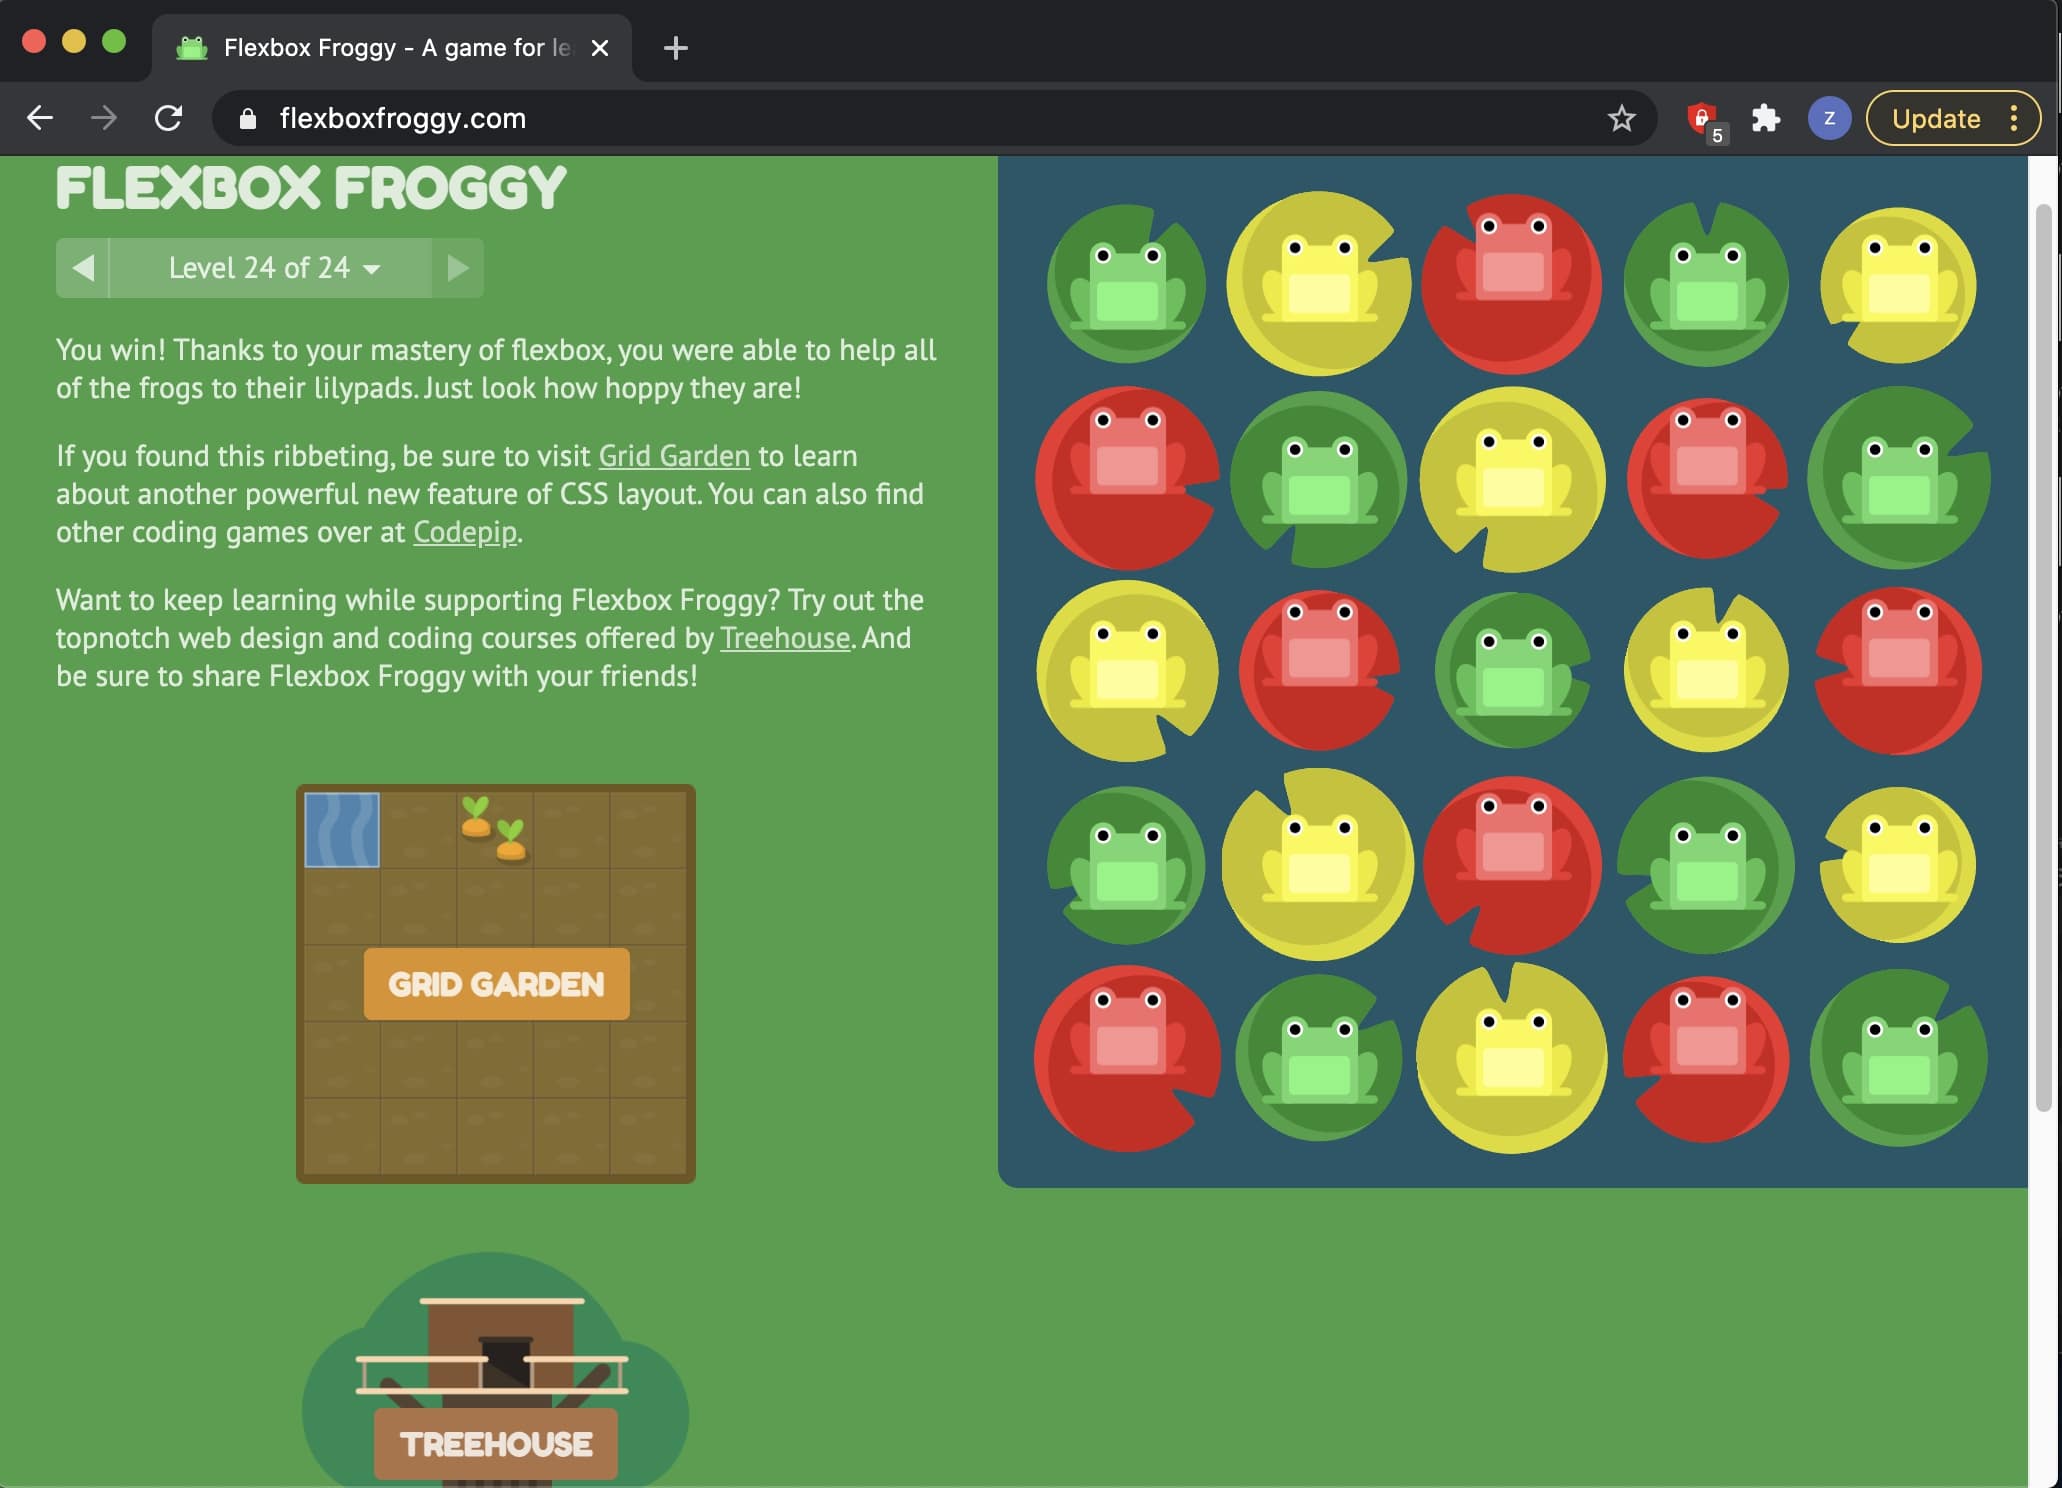 Flexbox Froggy - A game for le
flexboxfroggy.com
5
Z
Update
FLEXBOX FROGGY
Level 24 of 24
You win! Thanks to your mastery of flexbox, you were able to help all
of the frogs to their lilypads. Just look how hoppy they are!
If you found this ribbeting, be sure to visit Grid Garden to learn
about another powerful new feature of CSS layout. You can also find
other coding games over at Codepip.
Want to keep learning while supporting Flexbox Froggy? Try out the
topnotch web design and coding courses offered by Treehouse. And
be sure to share Flexbox Froggy with your friends!
GRID GARDEN
TREEHOUSE